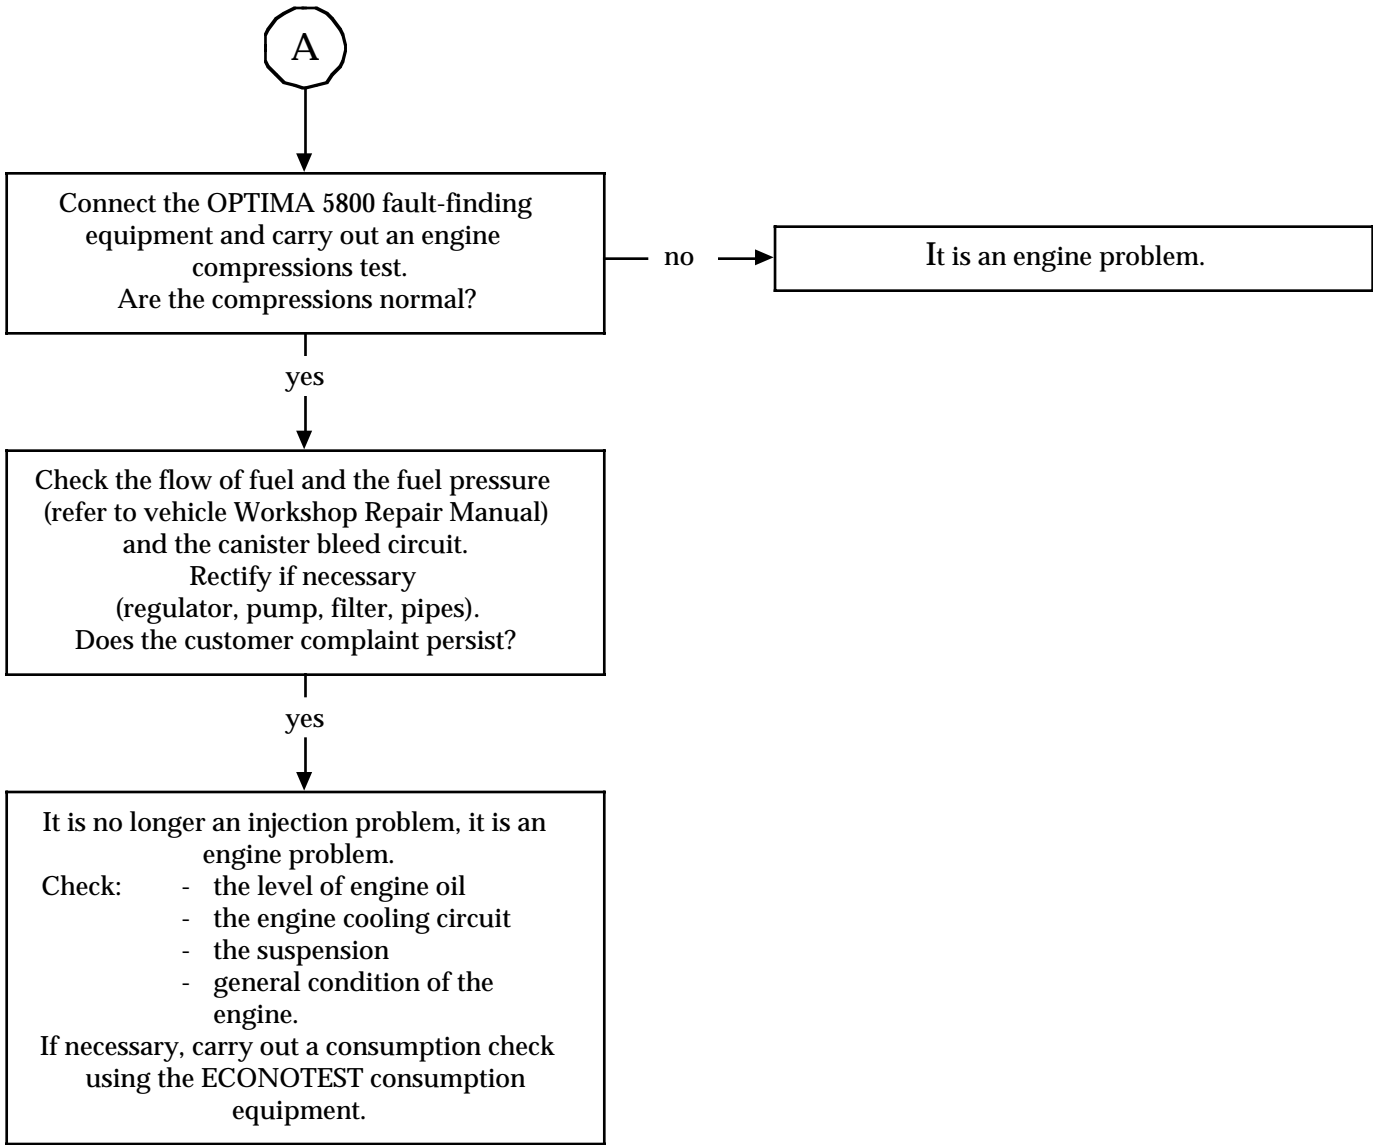 A
Connect the OPTIMA 5800 fault-finding
equipment and carry out an engine
compressions test.
Are the compressions normal?
no
It is an engine problem.
yes
Check the flow of fuel and the fuel pressure
(refer to vehicle Workshop Repair Manual)
and the canister bleed circuit.
Rectify if necessary
(regulator, pump, filter, pipes).
Does the customer complaint persist?
yes
It is no longer an injection problem, it is an
engine problem.
Check: - the level of engine oil
- the engine cooling circuit
- the suspension
- general condition of the
engine.
If necessary, carry out a consumption check
using the ECONOTEST consumption
equipment.